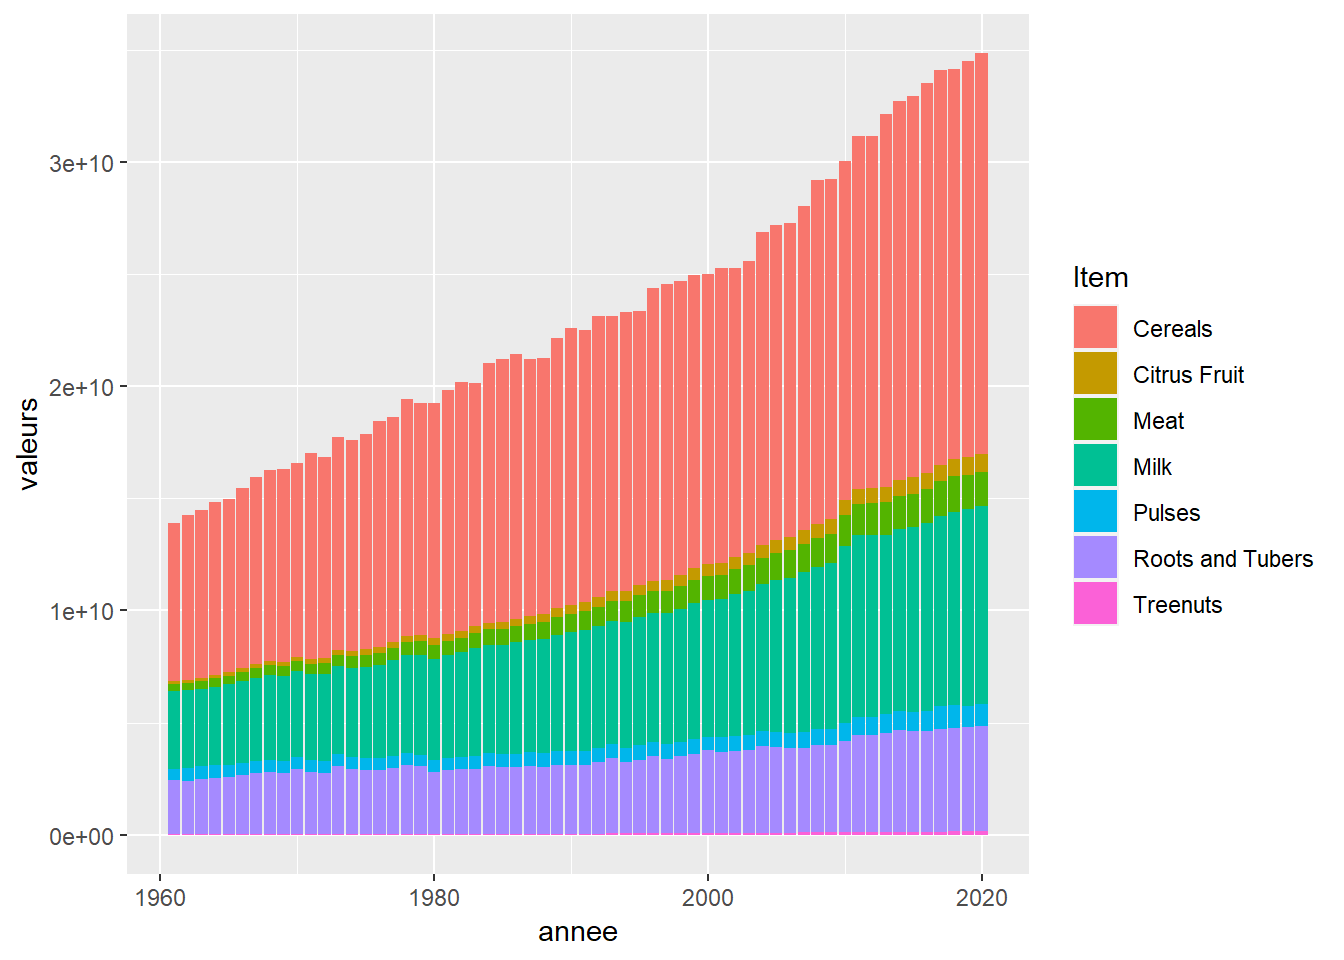 valeurs
3e+10
2e+10
1e+10
0e+00
1960
1980
2000
2020
annee
Item
Cereals
Citrus Fruit
Meat
Milk
Pulses
Roots and Tubers
Treenuts